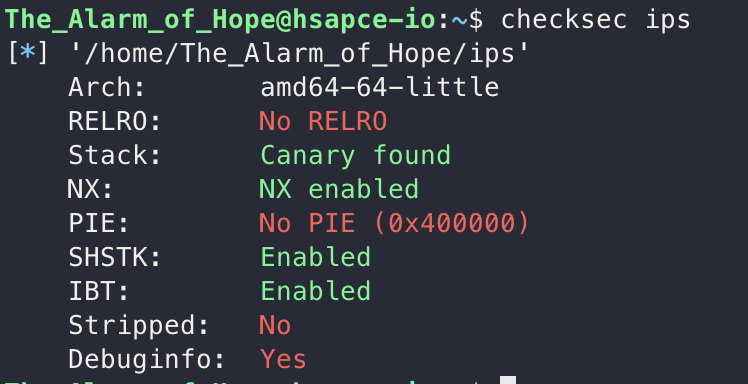 The_Alarm_of_Hope@hsapce-io:~$ checksec ips
[*] '/home/The_Alarm_of_Hope/ips'
    Arch:       amd64-64-little
    RELRO:      No RELRO
    Stack:      Canary found
    NX:         NX enabled
    PIE:        No PIE (0x400000)
    SHSTK:      Enabled
    IBT:        Enabled
    Stripped:   No
    Debuginfo:  Yes